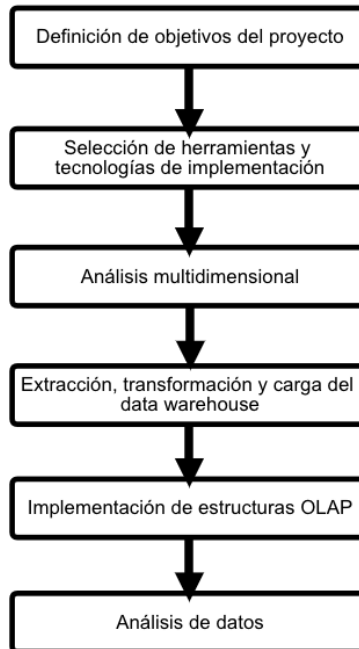 Definición de objetivos del proyecto
Selección de herramientas y
tecnologías de implementación
Análisis multidimensional
Extracción, transformación y carga del
data warehouse
Implementación de estructuras OLAP
Análisis de datos